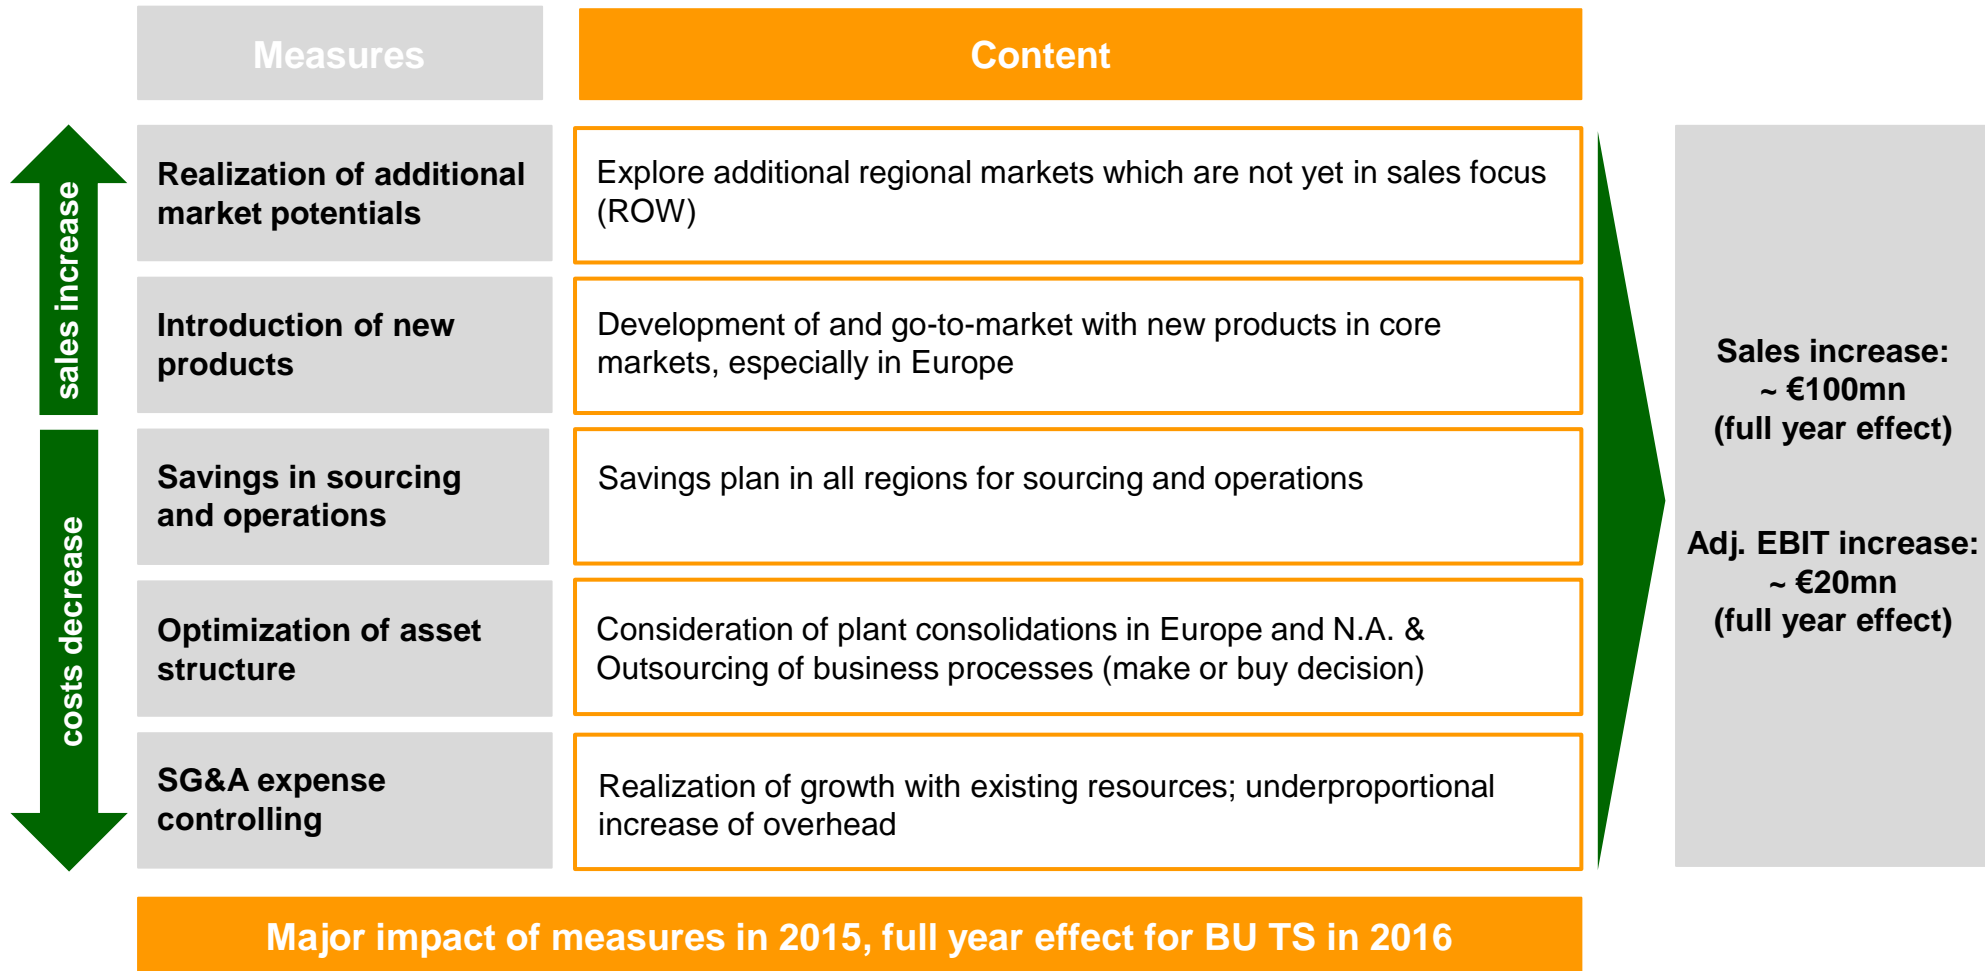 Measures
Content
sales increase
costs decrease
Realization of additional
market potentials
Explore additional regional markets which are not yet in sales focus
(ROW)
Introduction of new
products
Development of and go-to-market with new products in core
markets, especially in Europe
Savings in sourcing
and operations
Savings plan in all regions for sourcing and operations
Optimization of asset
structure
Consideration of plant consolidations in Europe and N.A. &
Outsourcing of business processes (make or buy decision)
SG&A expense
controlling
Realization of growth with existing resources; underproportional
increase of overhead
Sales increase:
~ €100mn
(full year effect)
Adj. EBIT increase:
~ €20mn
(full year effect)
Major impact of measures in 2015, full year effect for BU TS in 2016